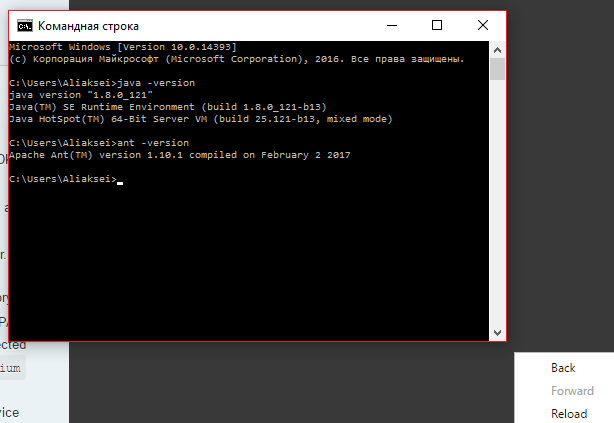 Командная строка
Microsoft Windows [Version 10.0.14393]
(c) Корпорация Майкрософт (Microsoft Corporation), 2016. Все права защищены.
C:\Users\Aliaksei>java -version
java version "1.8.0_121"
Java(TM) SE Runtime Environment (build 1.8.0_121-b13)
Java HotSpot(TM) 64-Bit Server VM (build 25.121-b13, mixed mode)
C:\Users\Aliaksei>ant -version
Apache Ant(TM) version 1.10.1 compiled on February 2 2017
C:\Users\Aliaksei>
Back
Forward
Reload